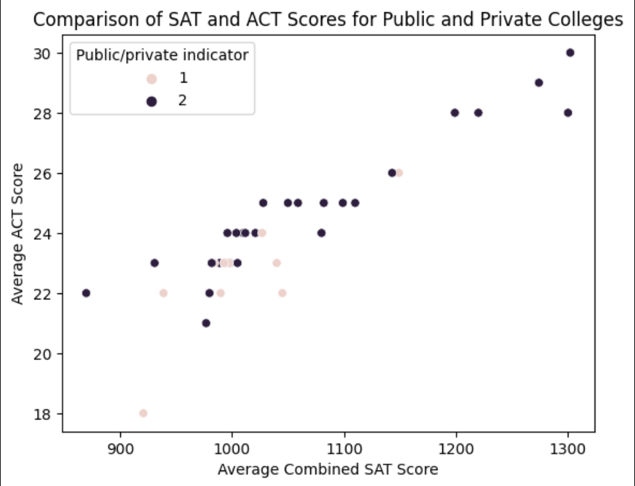 Comparison of SAT and ACT Scores for Public and Private Colleges
30
28
26
24
22
20
18
Average ACT Score
Public/private indicator
1
2
900 1000 1100 1200 1300
Average Combined SAT Score